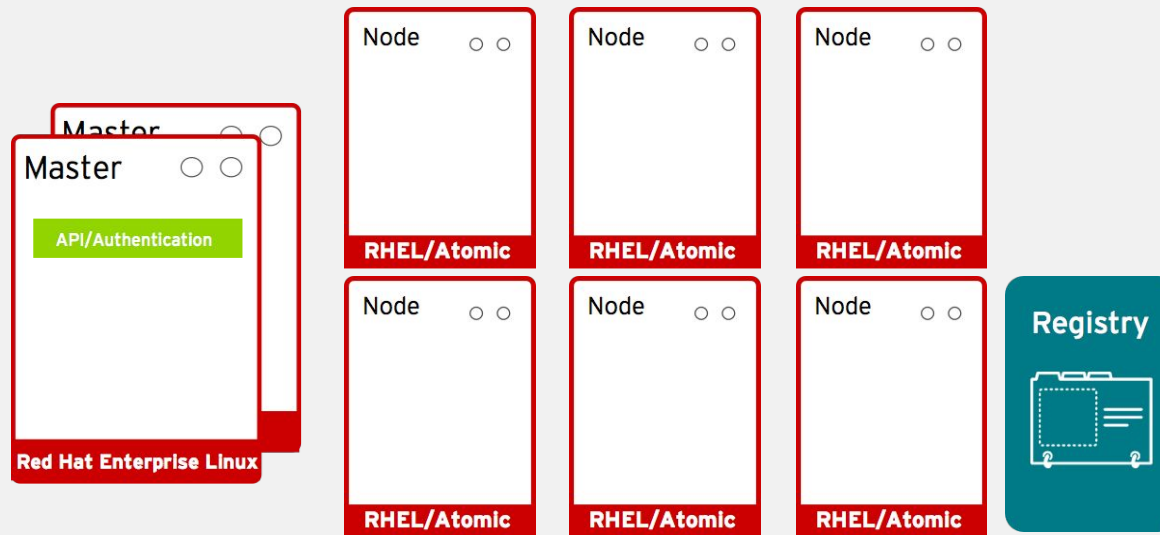 Node
Node
Node
Master
Master
API/Authentication
Red Hat Enterprise Linux
RHEL/Atomic
RHEL/Atomic
RHEL/Atomic
Node
Node
Node
Registry
RHEL/Atomic
RHEL/Atomic
RHEL/Atomic